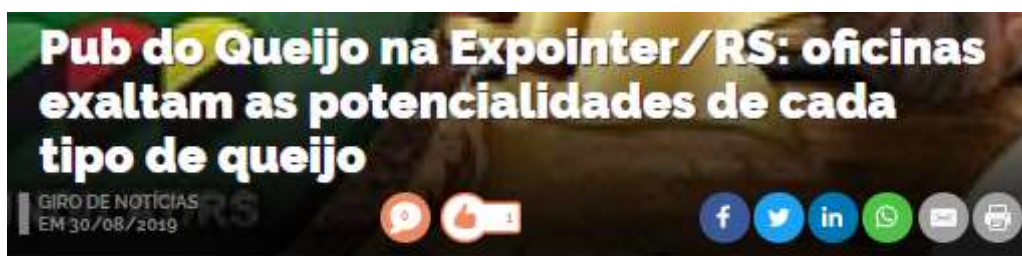 Pub do Queijo na Expointer/RS: oficinas
exaltam as potencialidades de cada
tipo de queijo
GIRO DE NOTÍCIAS
EM 30/08/2019
0
1
/RS